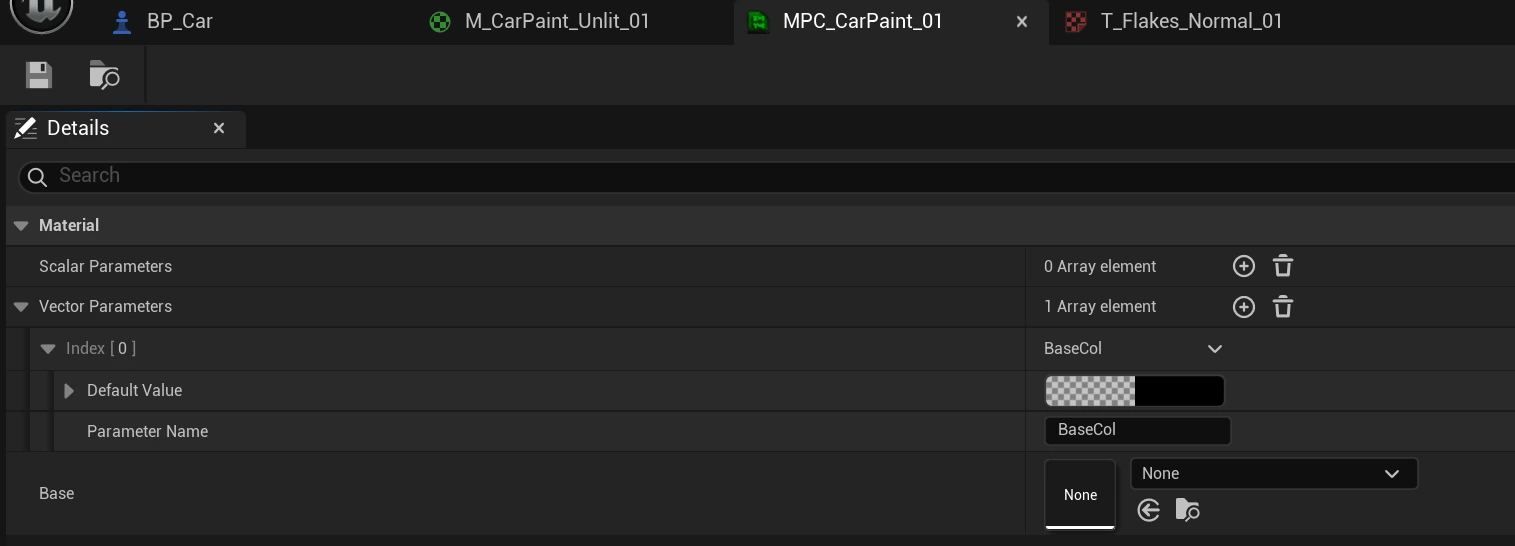 BP_Car M_CarPaint_Unlit_01 MPC_CarPaint_01 T_Flakes_Normal_01
Details
Search
Material
Scalar Parameters 0 Array element
Vector Parameters 1 Array element
Index [ 0 ] BaseCol
Default Value
Parameter Name BaseCol
Base None None